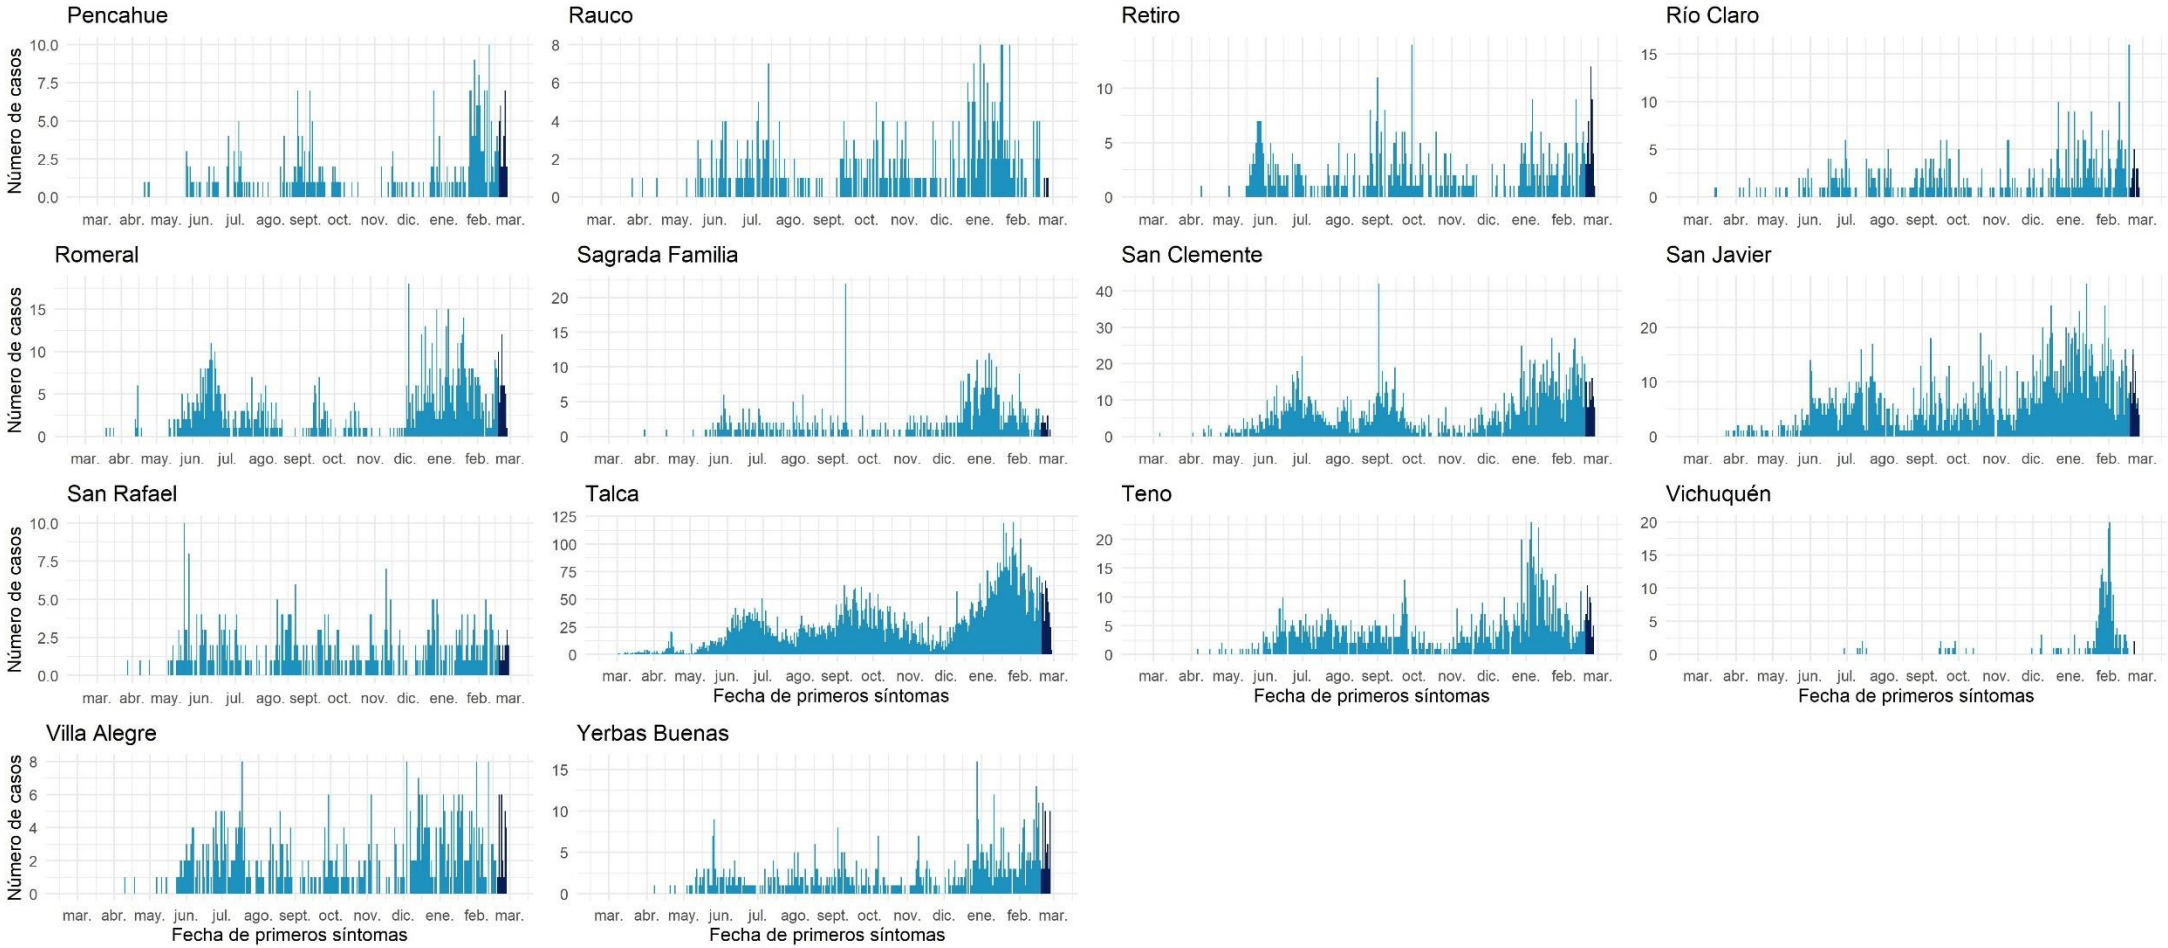 Pencahue
Número de casos
10.0
7.5
5.0
2.5
0.0
mar. abr. may. jun. jul. ago. sept. oct. nov. dic. ene. feb. mar.
Rauco
8
6
4
2
0
mar. abr. may. jun. jul. ago. sept. oct. nov. dic. ene. feb. mar.
Retiro
10
5
0
mar. abr. may. jun. jul. ago. sept. oct. nov. dic. ene. feb. mar.
Río Claro
15
10
5
0
mar. abr. may. jun. jul. ago. sept. oct. nov. dic. ene. feb. mar.
Romeral
Número de casos
15
10
5
0
mar. abr. may. jun. jul. ago. sept. oct. nov. dic. ene. feb. mar.
Sagrada Familia
20
15
10
5
0
mar. abr. may. jun. jul. ago. sept. oct. nov. dic. ene. feb. mar.
San Clemente
40
30
20
10
0
mar. abr. may. jun. jul. ago. sept. oct. nov. dic. ene. feb. mar.
San Javier
20
10
0
mar. abr. may. jun. jul. ago. sept. oct. nov. dic. ene. feb. mar.
San Rafael
Número de casos
10.0
7.5
5.0
2.5
0.0
mar. abr. may. jun. jul. ago. sept. oct. nov. dic. ene. feb. mar.
Talca
125
100
75
50
25
0
mar. abr. may. jun. jul. ago. sept. oct. nov. dic. ene. feb. mar.
Fecha de primeros síntomas
Teno
20
15
10
5
0
mar. abr. may. jun. jul. ago. sept. oct. nov. dic. ene. feb. mar.
Fecha de primeros síntomas
Vichuquén
20
15
10
5
0
mar. abr. may. jun. jul. ago. sept. oct. nov. dic. ene. feb. mar.
Fecha de primeros síntomas
Villa Alegre
Número de casos
8
6
4
2
0
mar. abr. may. jun. jul. ago. sept. oct. nov. dic. ene. feb. mar.
Fecha de primeros síntomas
Yerbas Buenas
15
10
5
0
mar. abr. may. jun. jul. ago. sept. oct. nov. dic. ene. feb. mar.
Fecha de primeros síntomas